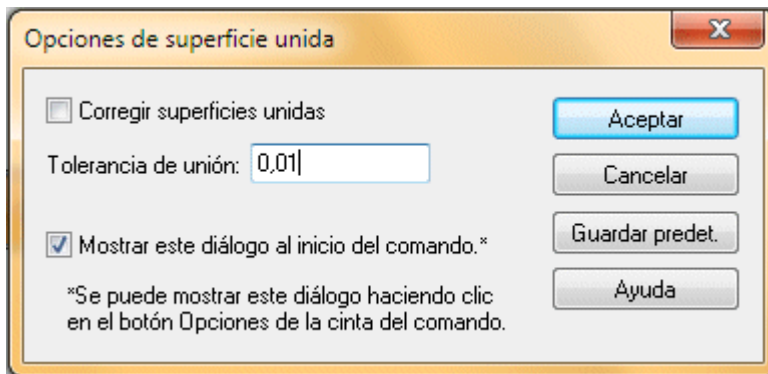 Opciones de superficie unida
Corregir superficies unidas
Aceptar
Tolerancia de unión: 0,01
Cancelar
Mostrar este diálogo al inicio del comando.*
Guardar predet.
*Se puede mostrar este diálogo haciendo clic
en el botón Opciones de la cinta del comando.
Ayuda